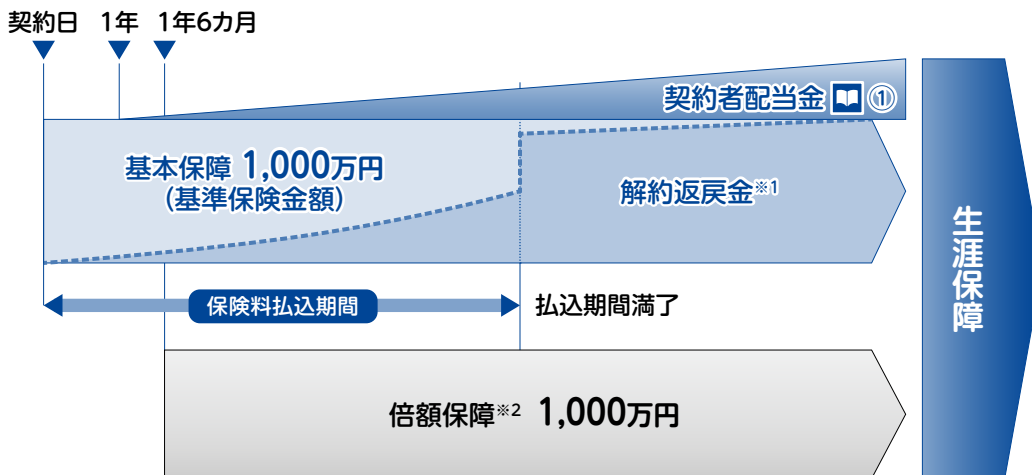 契約日 1年 1年6カ月
契約者配当金 ①
基本保障 1,000万円
(基準保険金額)
解約返戻金※1
生涯保障
保険料払込期間
払込期間満了
倍額保障※2 1,000万円